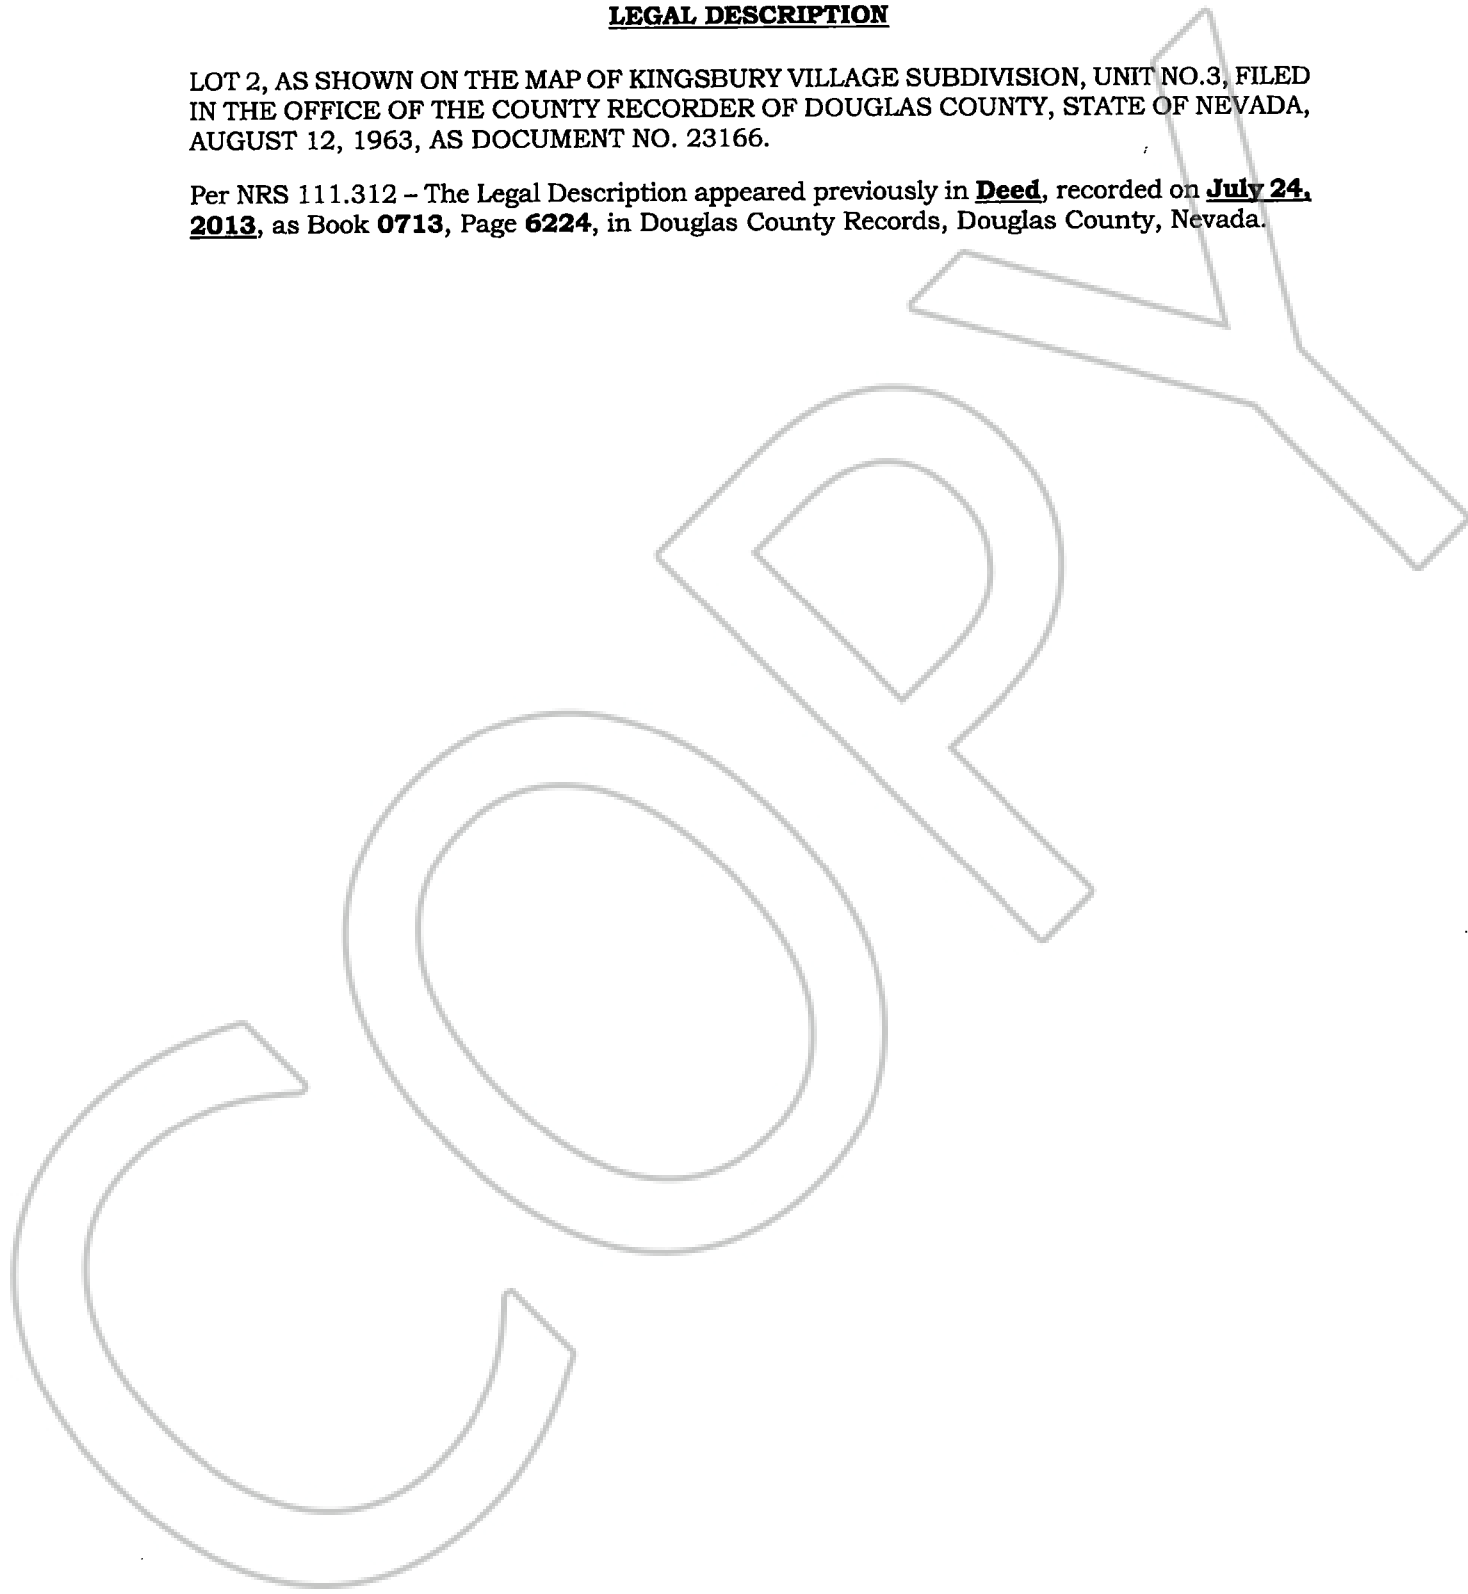 LEGAL DESCRIPTION
LOT 2, AS SHOWN ON THE MAP OF KINGSBURY VILLAGE SUBDIVISION, UNIT NO.3, FILED
IN THE OFFICE OF THE COUNTY RECORDER OF DOUGLAS COUNTY, STATE OF NEVADA,
AUGUST 12, 1963, AS DOCUMENT NO. 23166.
Per NRS 111.312 – The Legal Description appeared previously in Deed, recorded on July 24,
2013, as Book 0713, Page 6224, in Douglas County Records, Douglas County, Nevada.
COPY